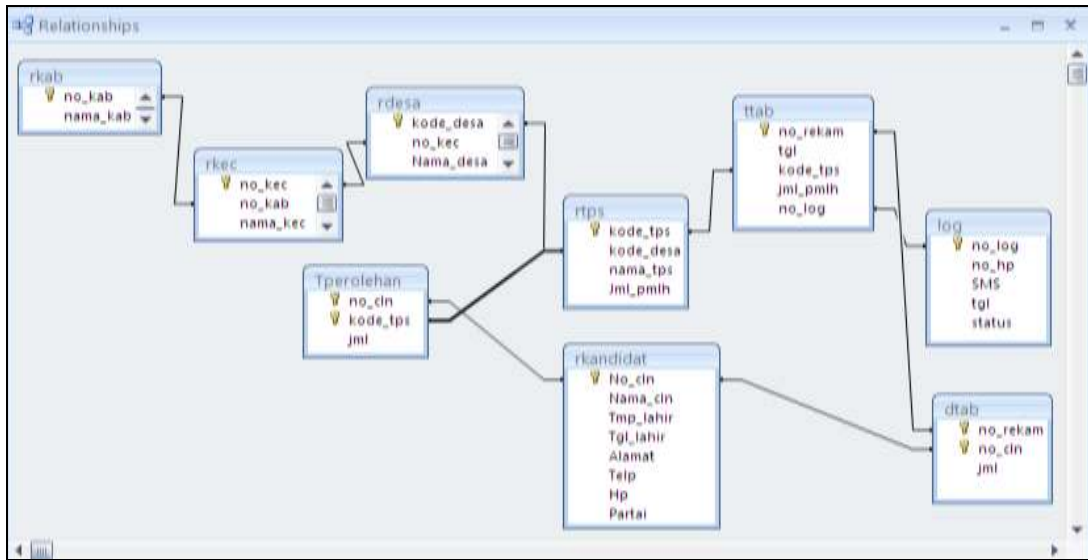 Relationships
rkab
no_kab
nama_kab
rkec
no_kec
no_kab
nama_kec
rdesa
kode_desa
no_kec
Nama_desa
Tperolehan
no_cln
kode_tps
jml
rtps
kode_tps
kode_desa
nama_tps
Jml_pmlh
rkandidat
No_cln
Nama_cln
Tmp_lahir
Tgl_lahir
Alamat
Telp
Hp
Partai
ttab
no_rekam
tgl
kode_tps
jml_pmlh
no_log
log
no_log
no_hp
SMS
tgl
status
dtab
no_rekam
no_cln
jml